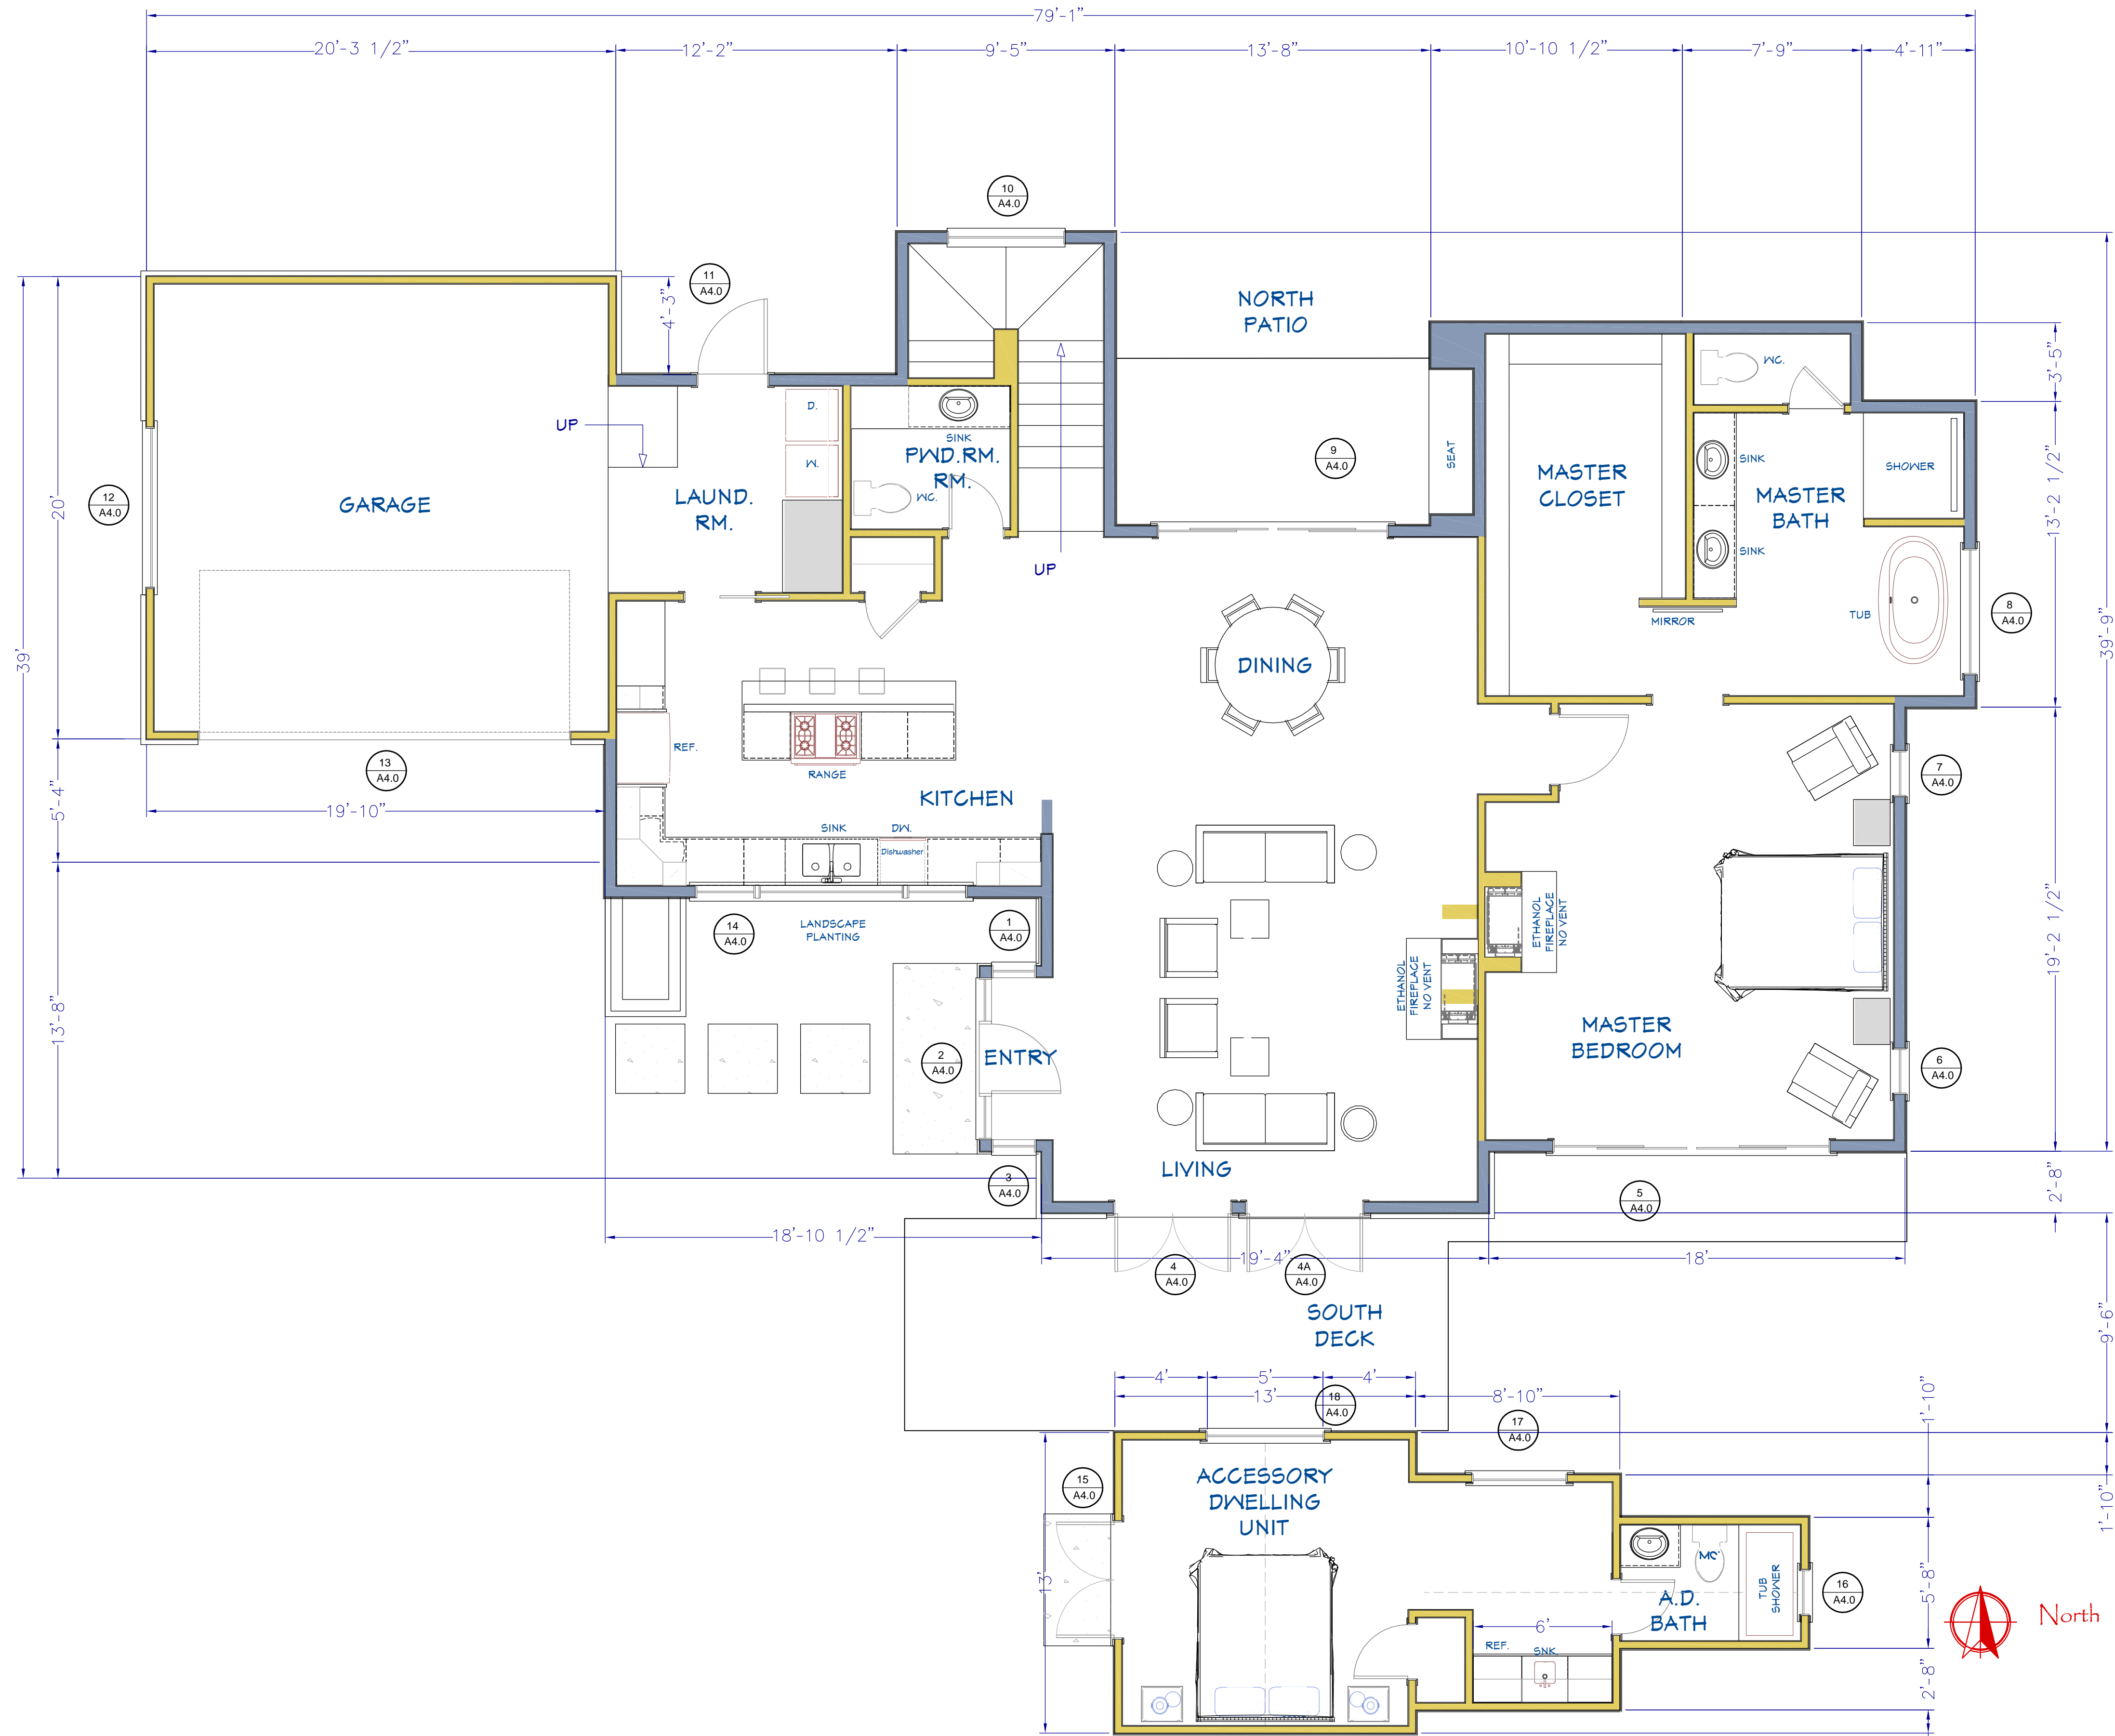 79'-1"
20'-3 1/2"
12'-2"
9'-5"
13'-8"
10'-10 1/2"
7'-9"
4'-11"
10
A4.0
11
A4.0
4'-3"
NORTH
PATIO
3'-5"
WC.
UP
D.
W.
SINK
PWD.RM.
RM.
WC.
9
A4.0
SEAT
MASTER
CLOSET
SINK
SHOWER
MASTER
BATH
SINK
13'-2 1/2"
12
A4.0
20'
GARAGE
LAUND.
RM.
UP
TUB
MIRROR
8
A4.0
39'
39'-9"
DINING
REF.
RANGE
13
A4.0
7
A4.0
5'-4"
19'-10"
KITCHEN
SINK
DW.
Dishwasher
14
A4.0
LANDSCAPE
PLANTING
1
A4.0
ETHANOL
FIREPLACE
NO VENT
ETHANOL
FIREPLACE
NO VENT
19'-2 1/2"
13'-8"
2
A4.0
ENTRY
MASTER
BEDROOM
6
A4.0
LIVING
3
A4.0
5
A4.0
2'-8"
18'-10 1/2"
19'-4"
18'
4
A4.0
4A
A4.0
SOUTH
DECK
9'-6"
4'
5'
4'
13'
18
A4.0
8'-10"
1'-10"
17
A4.0
15
A4.0
ACCESSORY
DWELLING
UNIT
1'-10"
13'
WC.
TUB
SHOWER
A.D.
BATH
16
A4.0
5'-8"
North
6'
REF.
SNK.
2'-8"